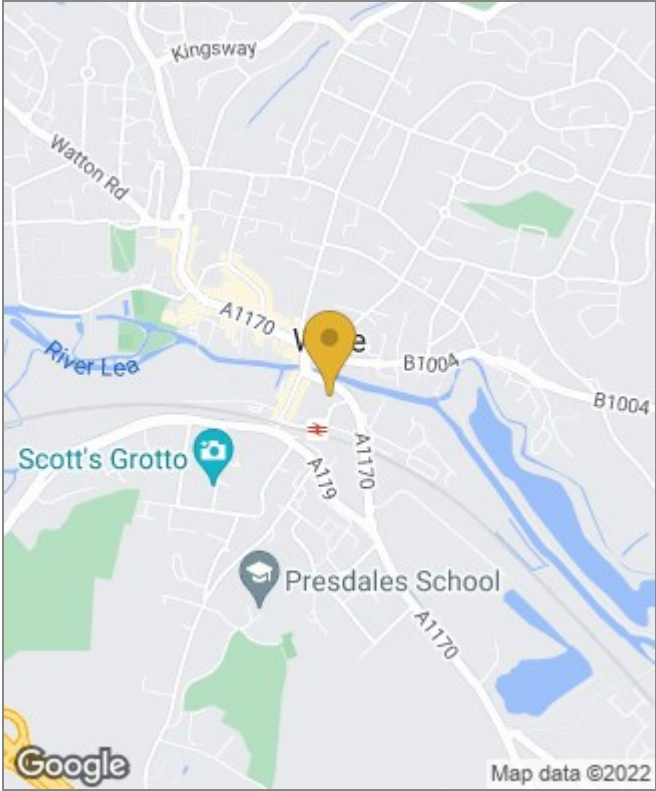 Kingsway
Watton Rd
A1170
River Lea
B1004
B1004
Scott's Grotto
A119
A1170
Presdales School
A1170
Google
Map data ©2022